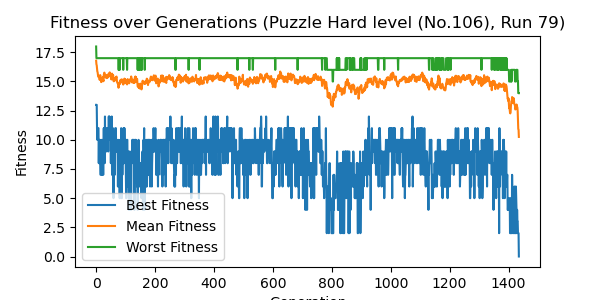 Fitness over Generations (Puzzle Hard level (No.106), Run 79)
Fitness
17.5
15.0
12.5
10.0
7.5
5.0
2.5
0.0
Best Fitness
Mean Fitness
Worst Fitness
0
200
400
600
800
1000
1200
1400
Generation